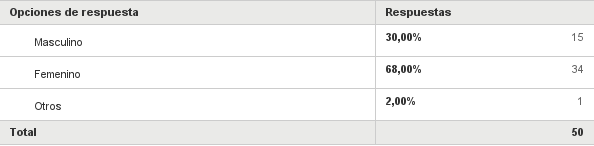 Opciones de respuesta Respuestas
Masculino 30,00% 15
Femenino 68,00% 34
Otros 2,00% 1
Total 50